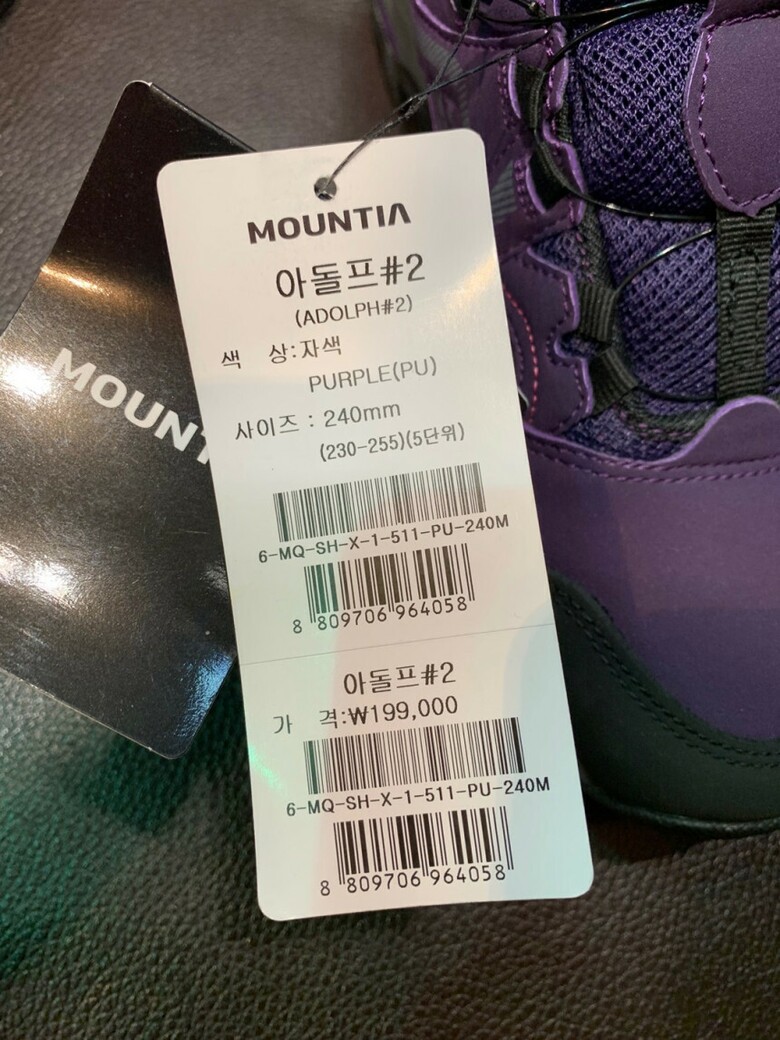 MOUNTIA
아돌프#2
(ADOLPH#2)
색 상:자색
PURPLE(PU)
사이즈 : 240mm
(230-255)(5단위)
6-MQ-SH-X-1-511-PU-240M
8 809706 964058
아돌프#2
가 격:₩199,000
6-MQ-SH-X-1-511-PU-240M
8 809706 964058
MOUNT